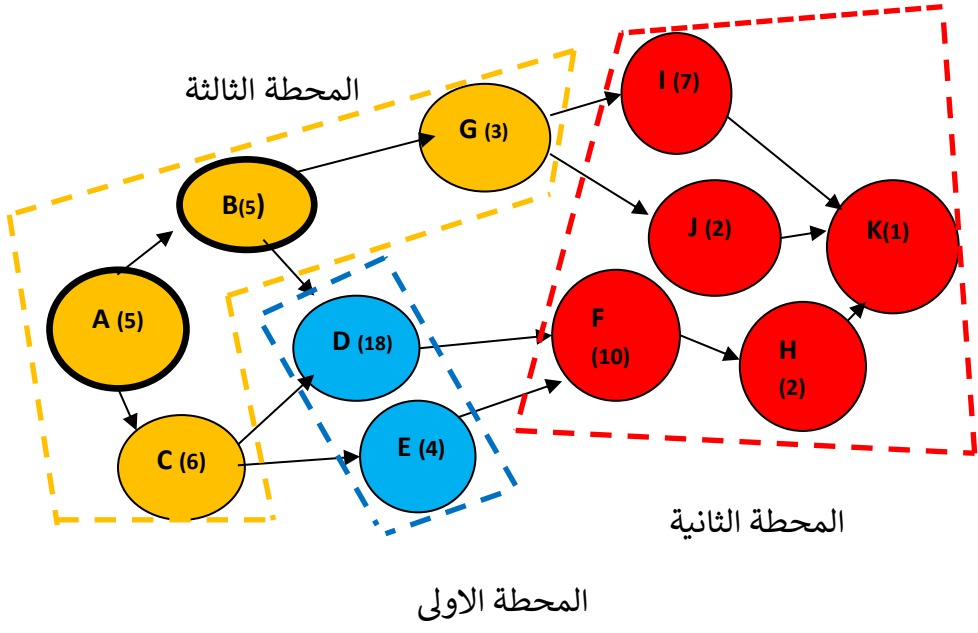 المحطة الثالثة
I (7)
G (3)
B(5)
J (2)
K(1)
A (5)
D (18)
F
(10)
H
(2)
C (6)
E (4)
المحطة الثانية
المحطة الاولى